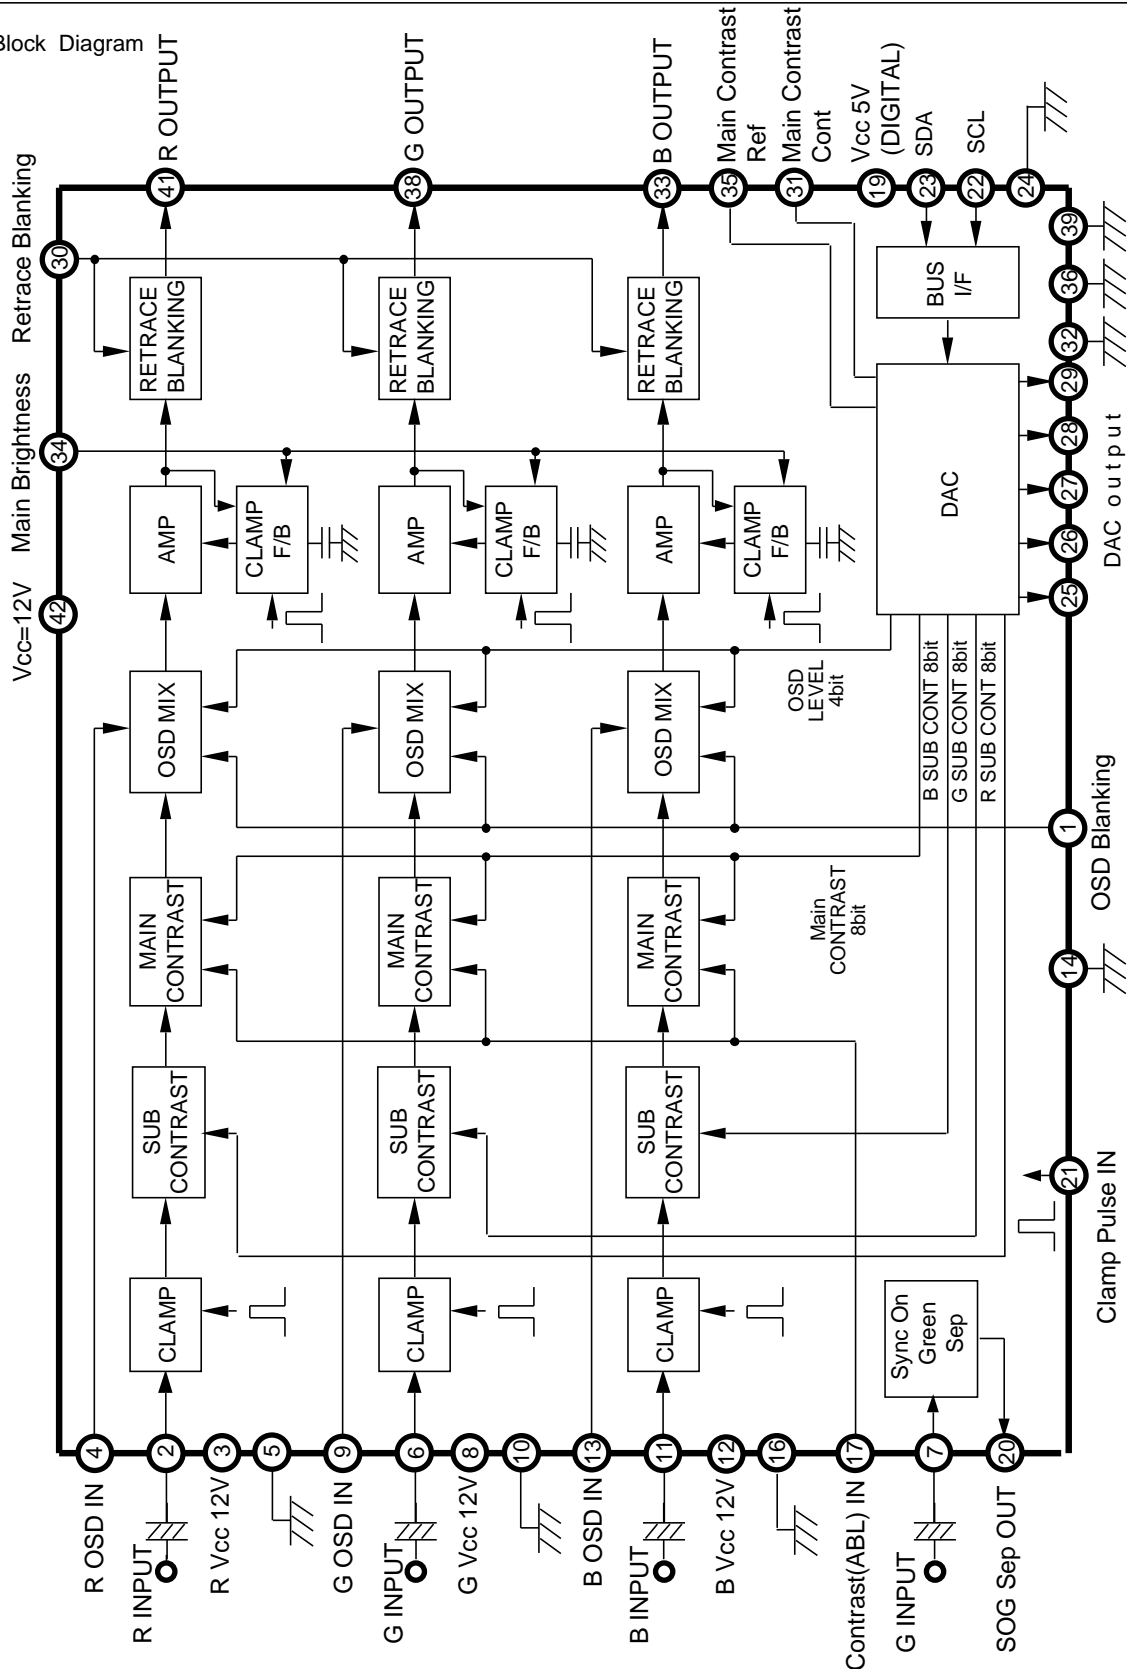 Block Diagram
Vcc=12V
42
Main Brightness
34
Retrace Blanking
30
R OSD IN
4
R INPUT
2
CLAMP
SUB
CONTRAST
MAIN
CONTRAST
OSD MIX
AMP
CLAMP
F/B
RETRACE
BLANKING
41
R OUTPUT
R Vcc 12V
3
5
G OSD IN
9
G INPUT
6
CLAMP
SUB
CONTRAST
MAIN
CONTRAST
OSD MIX
AMP
CLAMP
F/B
RETRACE
BLANKING
38
G OUTPUT
G Vcc 12V
8
10
B OSD IN
13
B INPUT
11
CLAMP
SUB
CONTRAST
MAIN
CONTRAST
OSD MIX
AMP
CLAMP
F/B
RETRACE
BLANKING
33
B OUTPUT
B Vcc 12V
12
16
Contrast(ABL) IN
17
Main
CONTRAST
8bit
OSD
LEVEL
4bit
35
Main Contrast
Ref
31
Main Contrast
Cont
19
Vcc 5V
(DIGITAL)
23
SDA
22
SCL
24
G INPUT
7
Sync On
Green
Sep
SOG Sep OUT
20
B SUB CONT 8bit
G SUB CONT 8bit
R SUB CONT 8bit
DAC
BUS
I/F
21
Clamp Pulse IN
14
1
OSD Blanking
25
26
27
28
29
DAC output
32
36
39